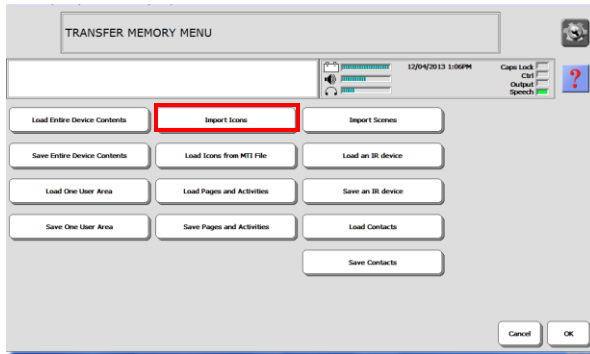 TRANSFER MEMORY MENU
12/04/2013 1:06PM
Caps Lock
Ctrl
Output
Speech
?
Load Entire Device Contents
Import Icons
Import Scenes
Save Entire Device Contents
Load Icons from MTI File
Load an IR device
Load One User Area
Load Pages and Activities
Save an IR device
Save One User Area
Save Pages and Activities
Load Contacts
Save Contacts
Cancel
OK